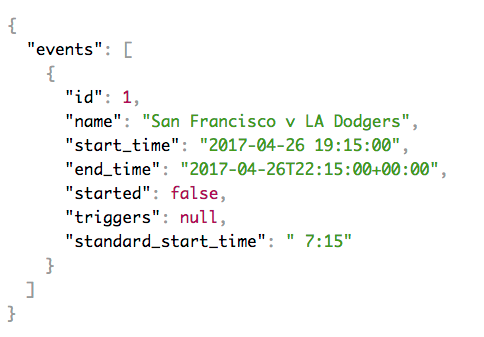 {
  "events": [
    {
      "id": 1,
      "name": "San Francisco v LA Dodgers",
      "start_time": "2017-04-26 19:15:00",
      "end_time": "2017-04-26T22:15:00+00:00",
      "started": false,
      "triggers": null,
      "standard_start_time": " 7:15"
    }
  ]
}